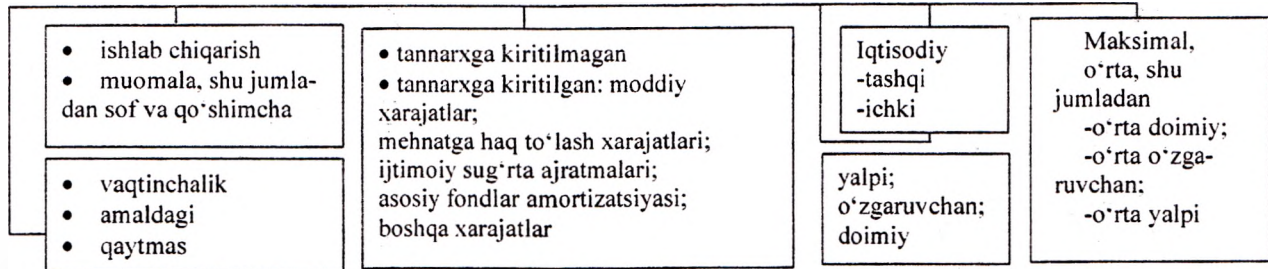 • ishlab chiqarish
• muomala, shu jumla-
dan sof va qo‘shimcha
• vaqtinchalik
• amaldagi
• qaytmas
• tannarxga kiritilmagan
• tannarxga kiritilgan: moddiy
xarajatlar;
mehnatga haq to‘lash xarajatlari;
ijtimoiy sug‘rta ajratmalari;
asosiy fondlar amortizatsiyasi;
boshqa xarajatlar
Iqtisodiy
-tashqi
-ichki
yalpi;
o‘zgaruvchan;
doimiy
Maksimal,
o‘rta, shu
jumladan
-o‘rta doimiy;
-o‘rta o‘zga-
ruvchan;
-o‘rta yalpi